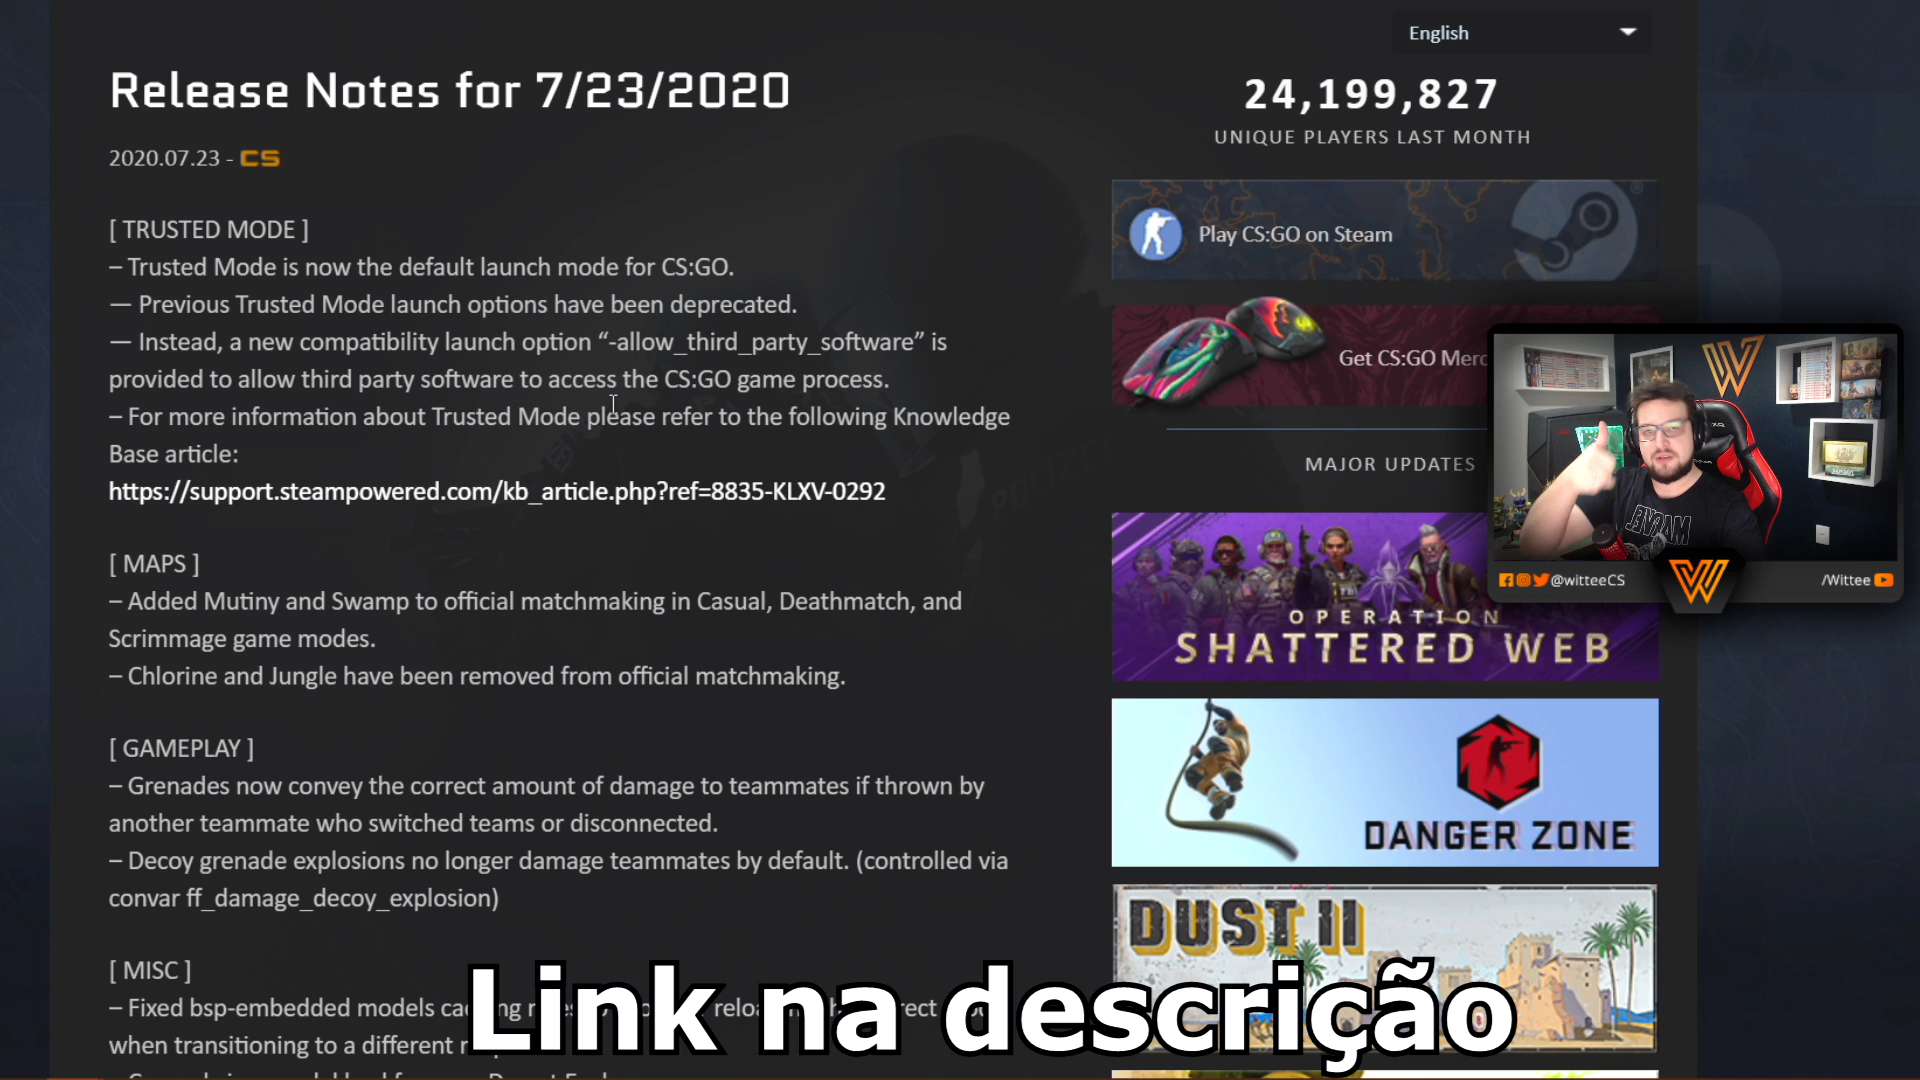 English
Release Notes for 7/23/2020
2020.07.23 - CS
[ TRUSTED MODE ]
– Trusted Mode is now the default launch mode for CS:GO.
— Previous Trusted Mode launch options have been deprecated.
— Instead, a new compatibility launch option “-allow_third_party_software” is
provided to allow third party software to access the CS:GO game process.
– For more information about Trusted Mode please refer to the following Knowledge
Base article:
https://support.steampowered.com/kb_article.php?ref=8835-KLXV-0292
[ MAPS ]
– Added Mutiny and Swamp to official matchmaking in Casual, Deathmatch, and
Scrimmage game modes.
– Chlorine and Jungle have been removed from official matchmaking.
[ GAMEPLAY ]
– Grenades now convey the correct amount of damage to teammates if thrown by
another teammate who switched teams or disconnected.
– Decoy grenade explosions no longer damage teammates by default. (controlled via
convar ff_damage_decoy_explosion)
[ MISC ]
– Fixed bsp-embedded models
when transitioning to a different
24,199,827
UNIQUE PLAYERS LAST MONTH
Play CS:GO on Steam
Get CS:GO Merc
MAJOR UPDATES
OPERATION
SHATTERED WEB
DANGER ZONE
DUST II
@witteeCS
/Wittee
Link na descrição